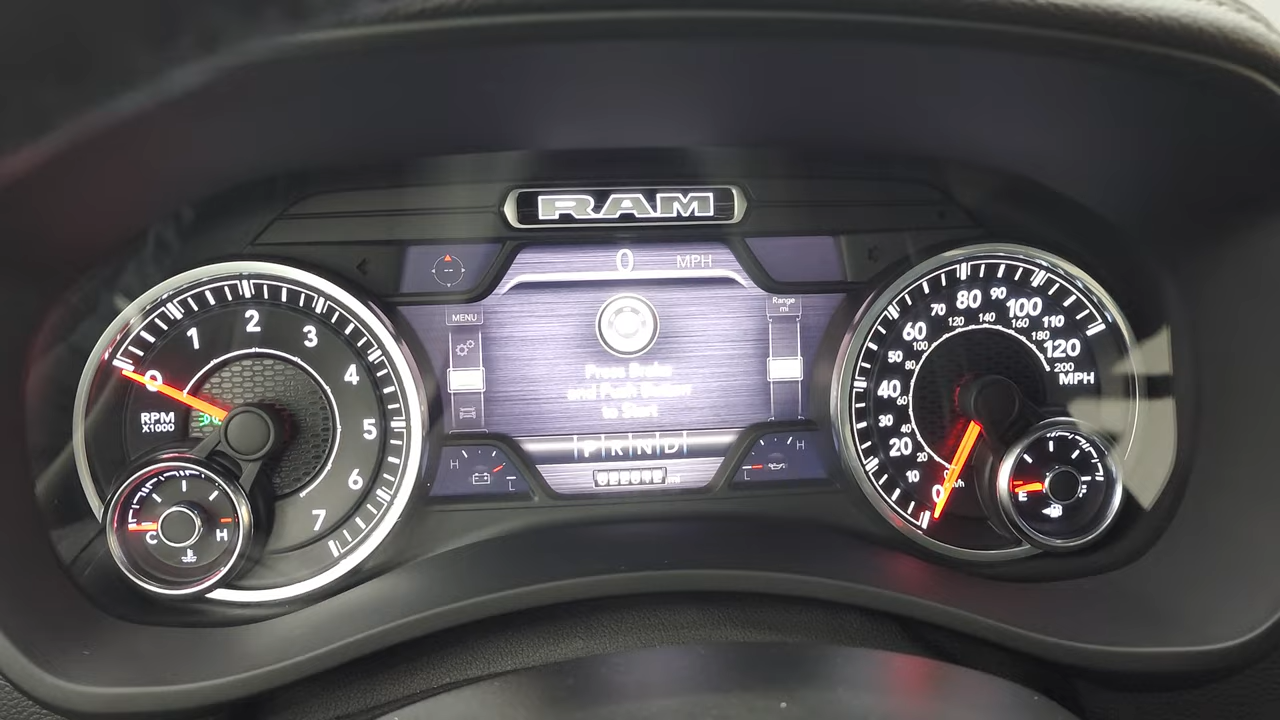 RAM
0 MPH
MENU
Range
mi
Press Brake
and Push Button
to Start
P R N D
H L
H L
0 1 2 3 4 5 6 7
RPM
X1000
C H
0 10 20 30 40 50 60 70 80 90 100 110 120
MPH
0 20 40 60 80 100 120 140 160 180 200
km/h
E